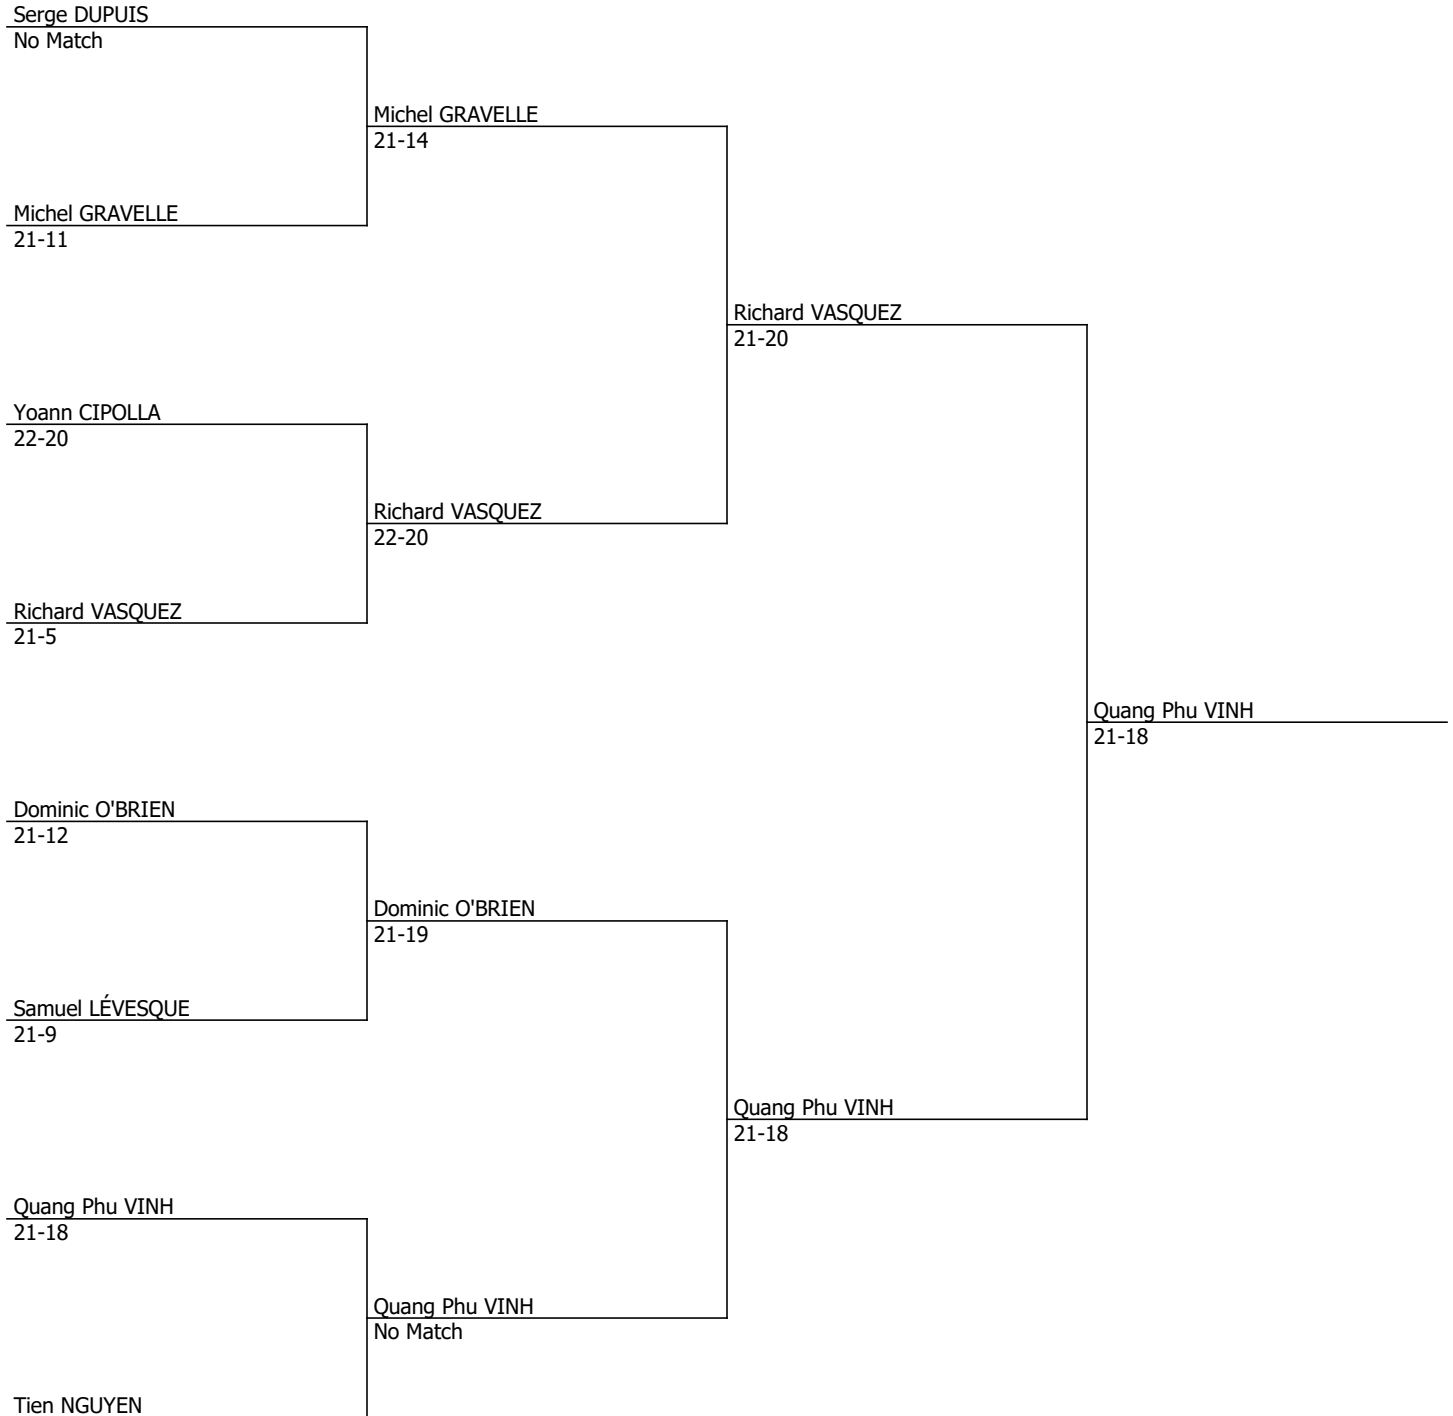 Serge DUPUIS
No Match
Michel GRAVELLE
21-14
Michel GRAVELLE
21-11
Richard VASQUEZ
21-20
Yoann CIPOLLA
22-20
Richard VASQUEZ
22-20
Richard VASQUEZ
21-5
Quang Phu VINH
21-18
Dominic O'BRIEN
21-12
Dominic O'BRIEN
21-19
Samuel LÉVESQUE
21-9
Quang Phu VINH
21-18
Quang Phu VINH
21-18
Quang Phu VINH
No Match
Tien NGUYEN